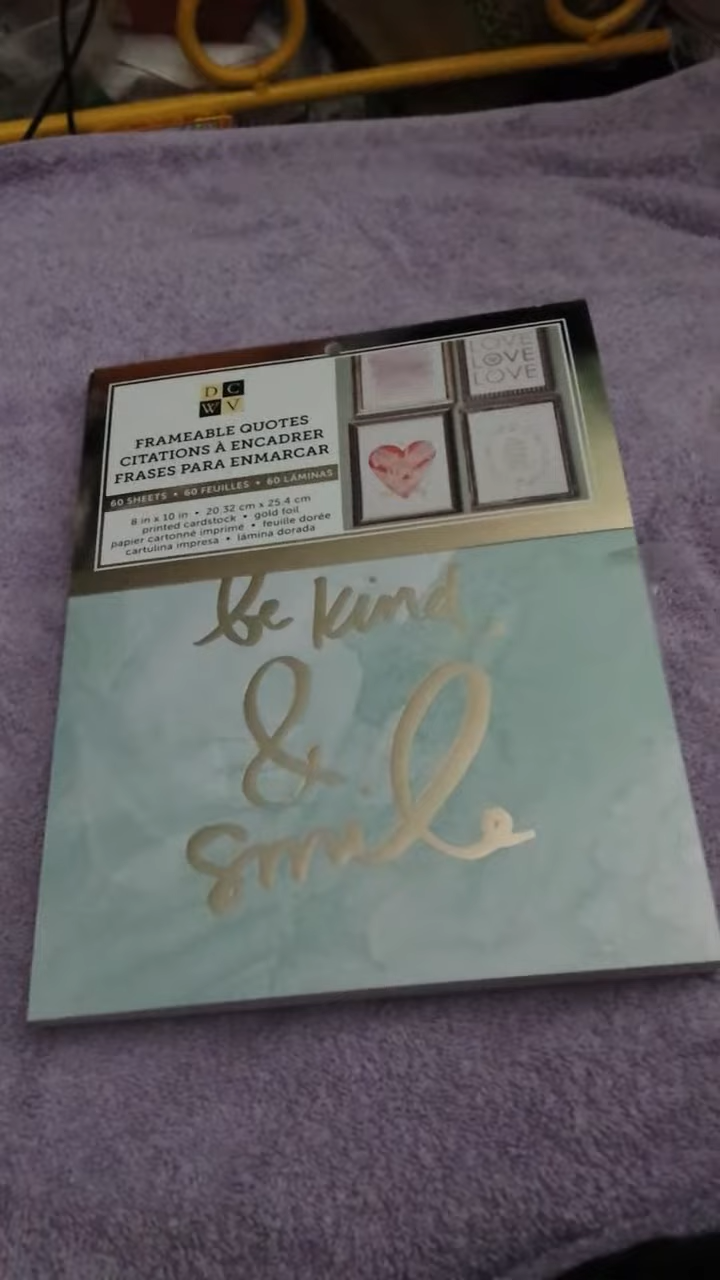 D C
W V
FRAMEABLE QUOTES
CITATIONS À ENCADRER
FRASES PARA ENMARCAR
60 SHEETS • 60 FEUILLES • 60 LÁMINAS
8 in x 10 in • 20.32 cm x 25.4 cm
printed cardstock • gold foil
papier cartonné imprimé • feuille dorée
cartulina impresa • lámina dorada
LOVE
LOVE
LOVE
be kind
&
smile